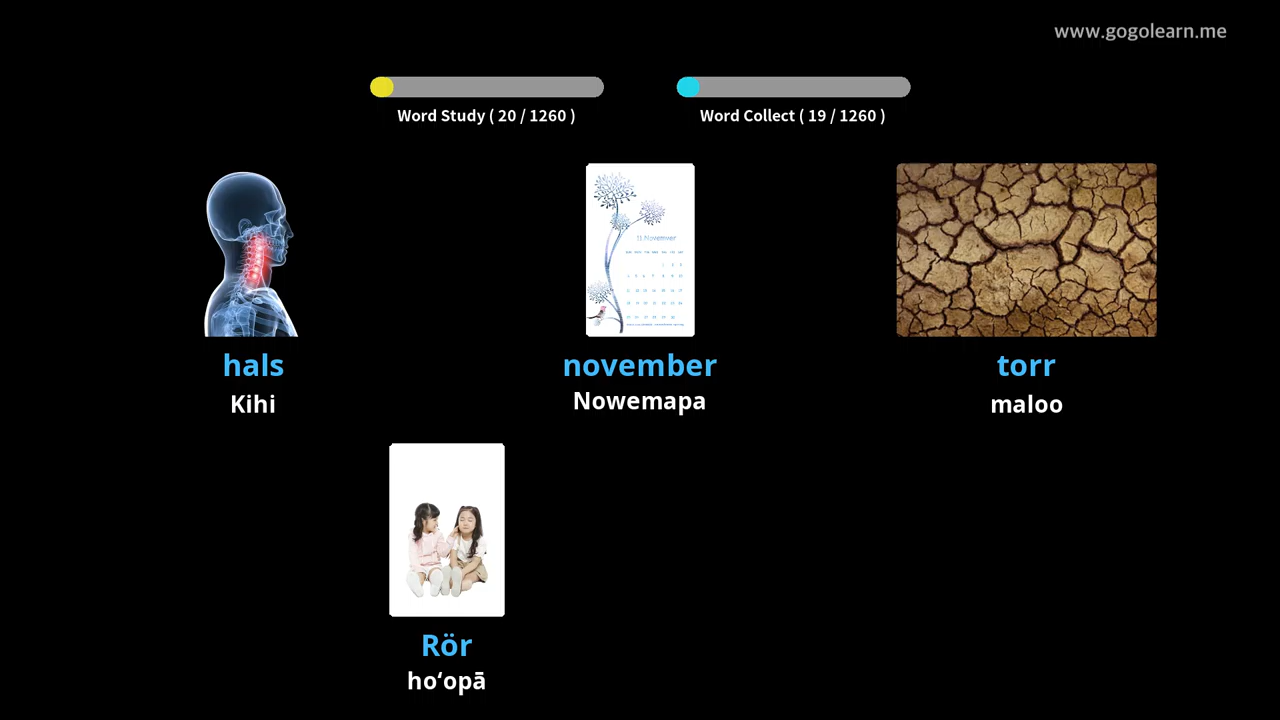 www.gogolearn.me
Word Study ( 20 / 1260 )
Word Collect ( 19 / 1260 )
hals
Kihi
november
Nowemapa
torr
maloo
Rör
hoʻopā